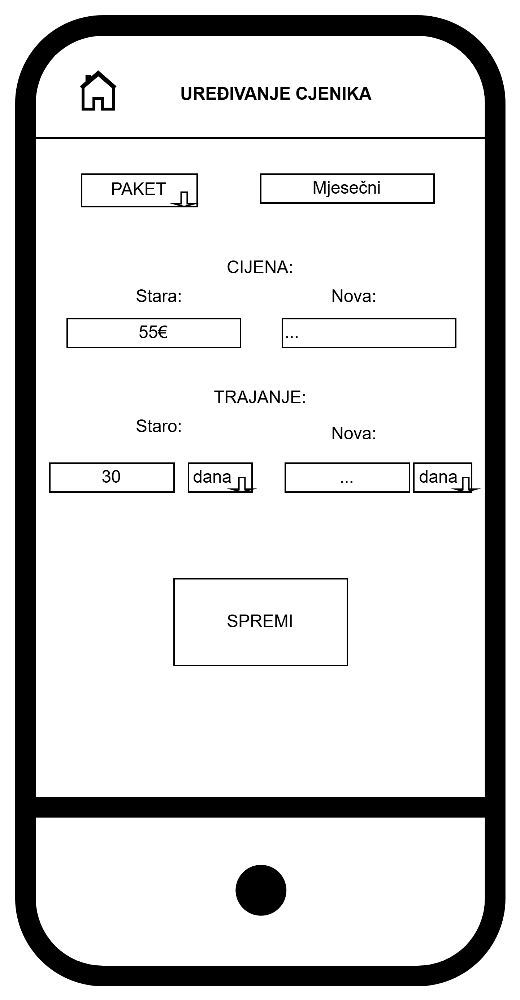 UREĐIVANJE CJENIKA
PAKET Mjesečni
CIJENA:
Stara: Nova:
55€ ...
TRAJANJE:
Staro: Nova:
30 dana ... dana
SPREMI